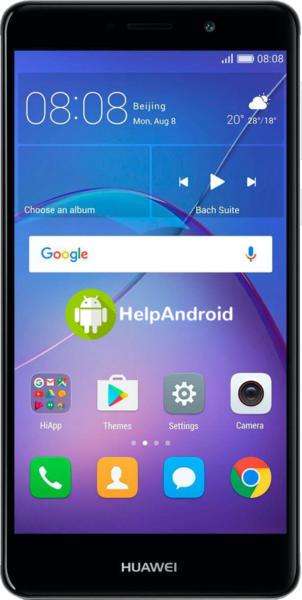 08:08
08:08
Beijing
Mon, Aug 8
20° 28°/18°
Choose an album
Bach Suite
Google
HelpAndroid
HiApp
Themes
Settings
Camera
HUAWEI